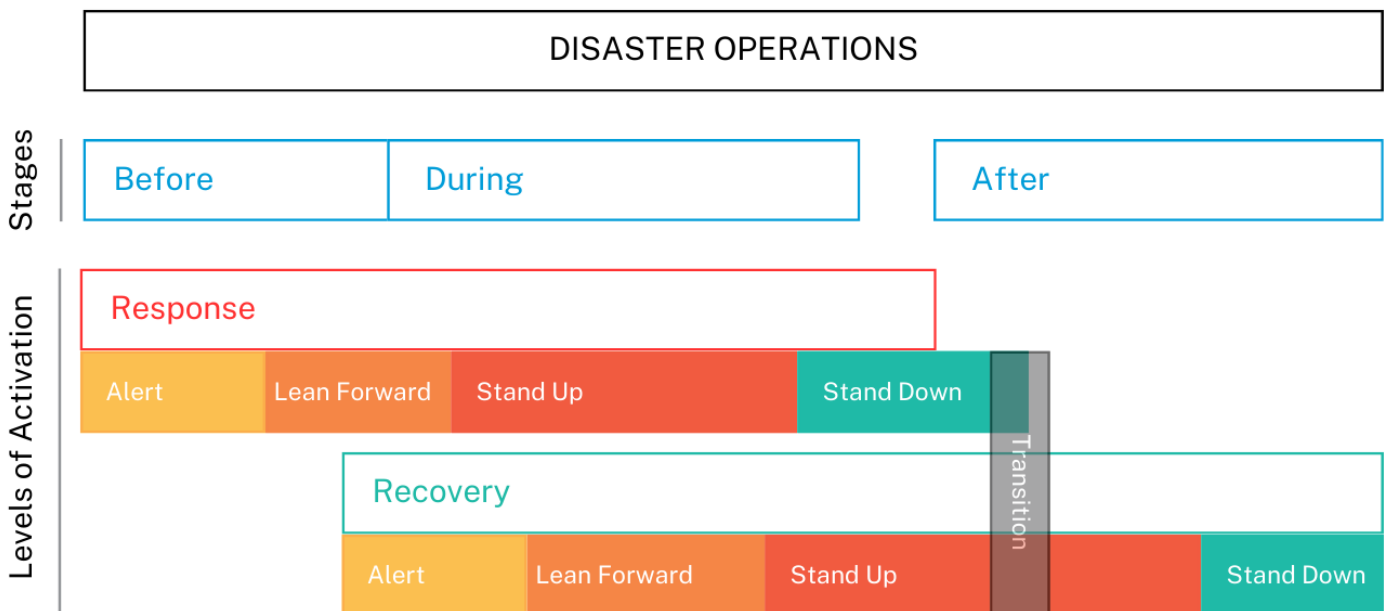 DISASTER OPERATIONS
Stages
Before
During
After
Levels of Activation
Response
Alert
Lean Forward
Stand Up
Stand Down
Transition
Recovery
Alert
Lean Forward
Stand Up
Stand Down